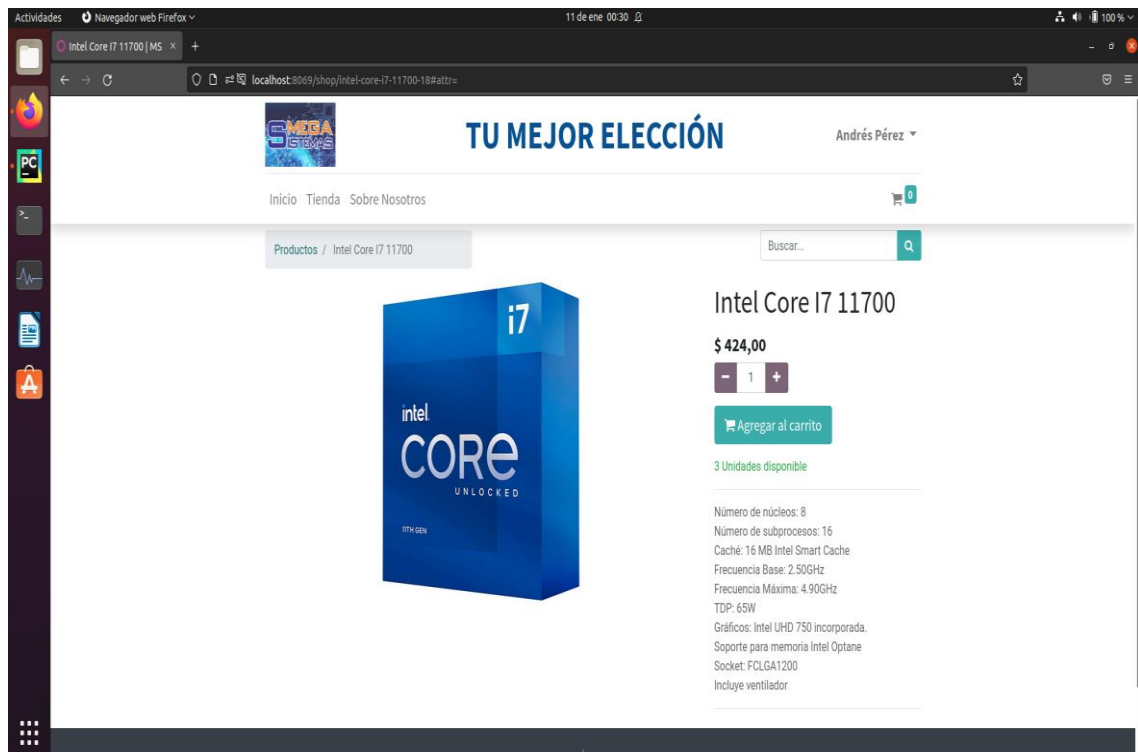 Actividades Navegador web Firefox 11 de ene 00:30 100 %
Intel Core I7 11700 | MS
localhost:8069/shop/intel-core-i7-11700-18#attr=
MEGA
SISTEMAS
TU MEJOR ELECCIÓN
Andrés Pérez
Inicio Tienda Sobre Nosotros
0
Productos / Intel Core I7 11700
Buscar...
i7
intel.
CORE
UNLOCKED
11TH GEN
Intel Core I7 11700
$ 424,00
1
Agregar al carrito
3 Unidades disponible
Número de núcleos: 8
Número de subprocesos: 16
Caché: 16 MB Intel Smart Cache
Frecuencia Base: 2.50GHz
Frecuencia Máxima: 4.90GHz
TDP: 65W
Gráficos: Intel UHD 750 incorporada.
Soporte para memoria Intel Optane
Socket: FCLGA1200
Incluye ventilador
PC